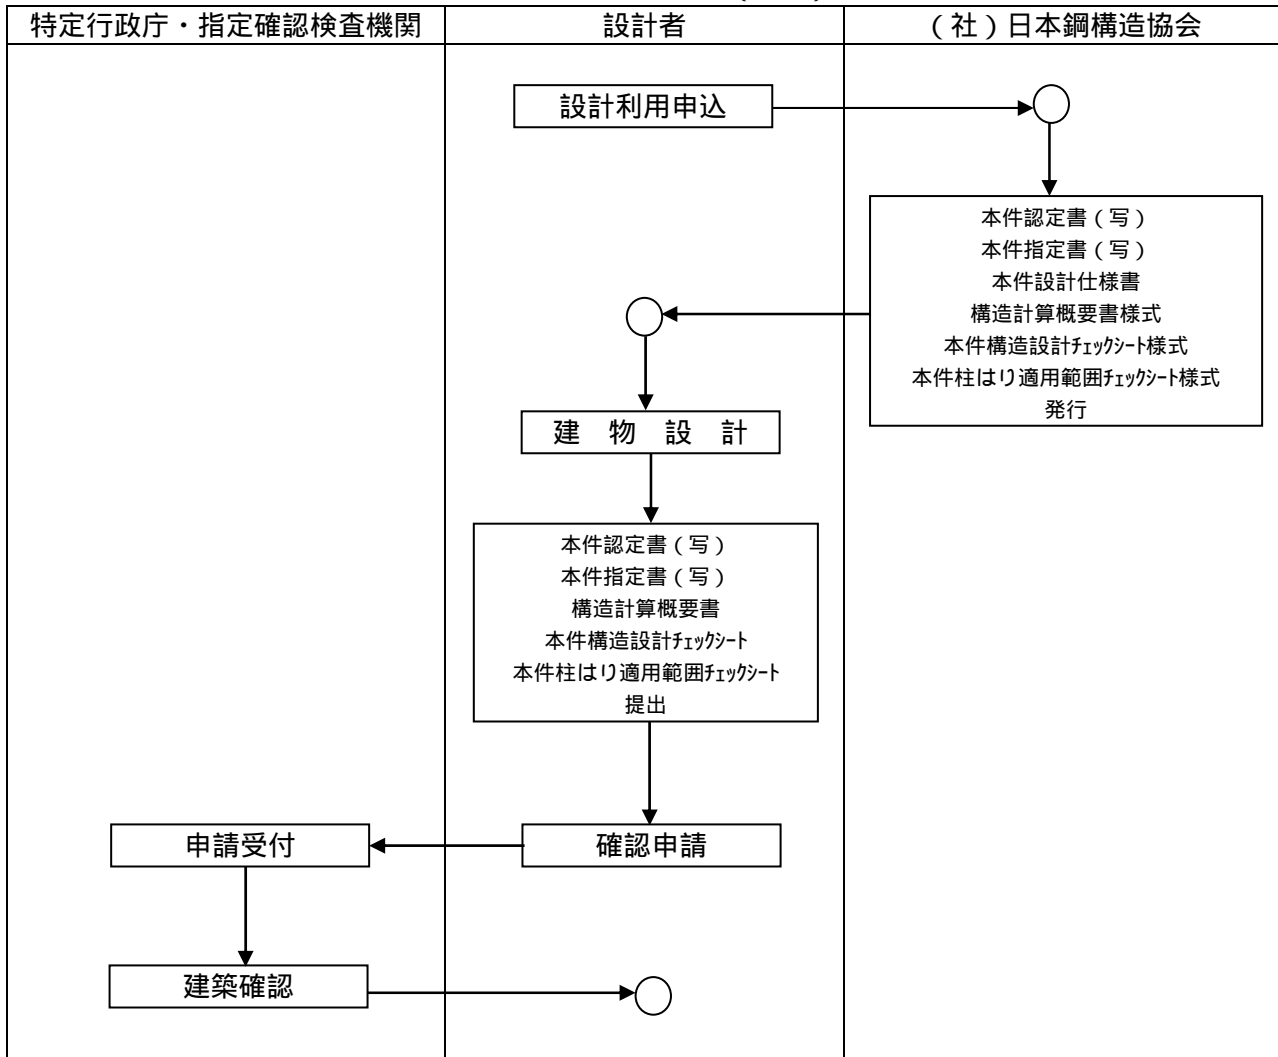 特定行政庁・指定確認検査機関
設計者
(社)日本鋼構造協会
設計利用申込
本件認定書(写)
本件指定書(写)
本件設計仕様書
構造計算概要書様式
本件構造設計ﾁｪｯｸｼｰﾄ様式
本件柱はり適用範囲ﾁｪｯｸｼｰﾄ様式
発行
建 物 設 計
本件認定書(写)
本件指定書(写)
構造計算概要書
本件構造設計ﾁｪｯｸｼｰﾄ
本件柱はり適用範囲ﾁｪｯｸｼｰﾄ
提出
確認申請
申請受付
建築確認